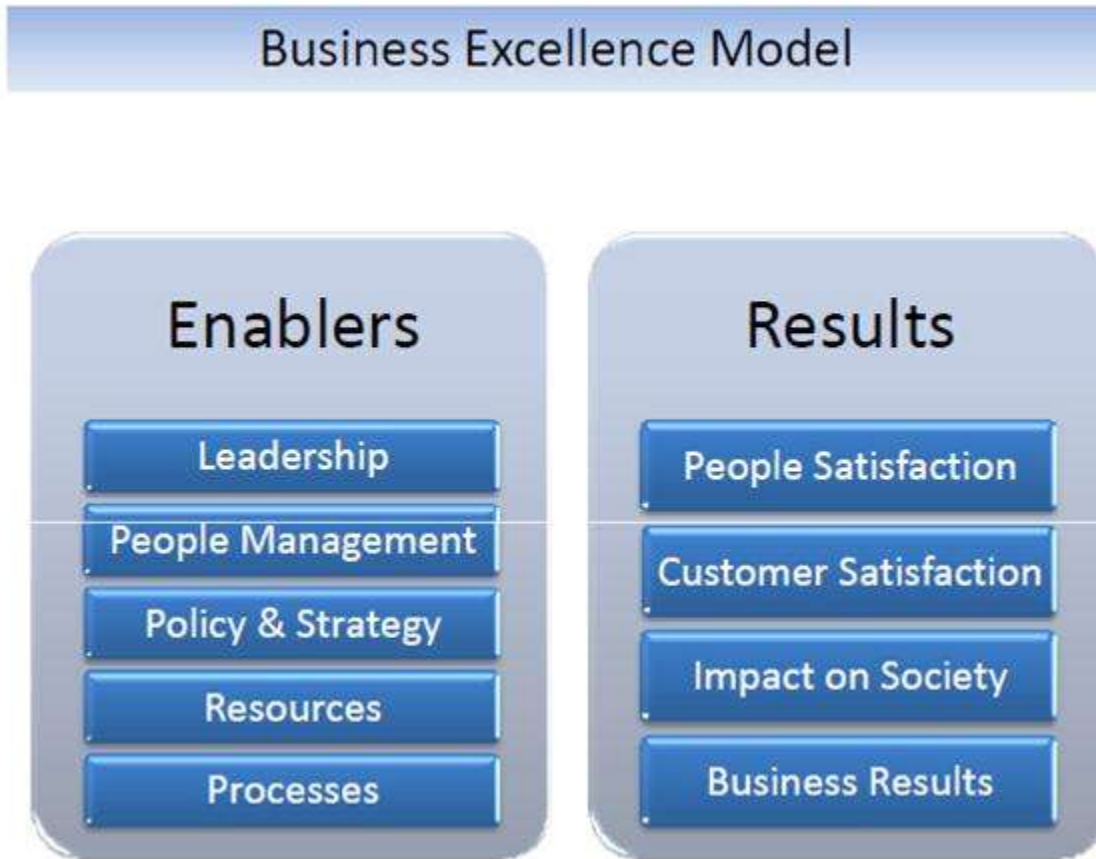 Business Excellence Model
Enablers
Leadership
People Management
Policy & Strategy
Resources
Processes
Results
People Satisfaction
Customer Satisfaction
Impact on Society
Business Results